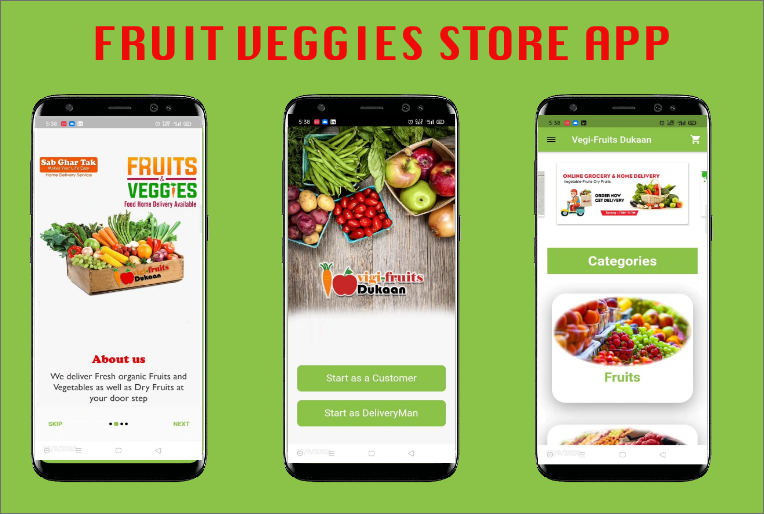 FRUIT VEGGIES STORE APP
5:38
Sab Ghar Tak
Make Your Life Easy
Home Delivery Service
FRUITS
&
VEGGIES
Food Home Delivery Available
vigi-fruits
Dukaan
About us
We deliver Fresh organic Fruits and
Vegetables as well as Dry Fruits at
your door step
SKIP
NEXT
5:38
vigi-fruits
Dukaan
Start as a Customer
Start as DeliveryMan
5:38
Vegi-Fruits Dukaan
ONLINE GROCERY & HOME DELIVERY
Vegetable Fruits Dry Fruits
ORDER NOW
GET DELIVERY
Categories
Fruits